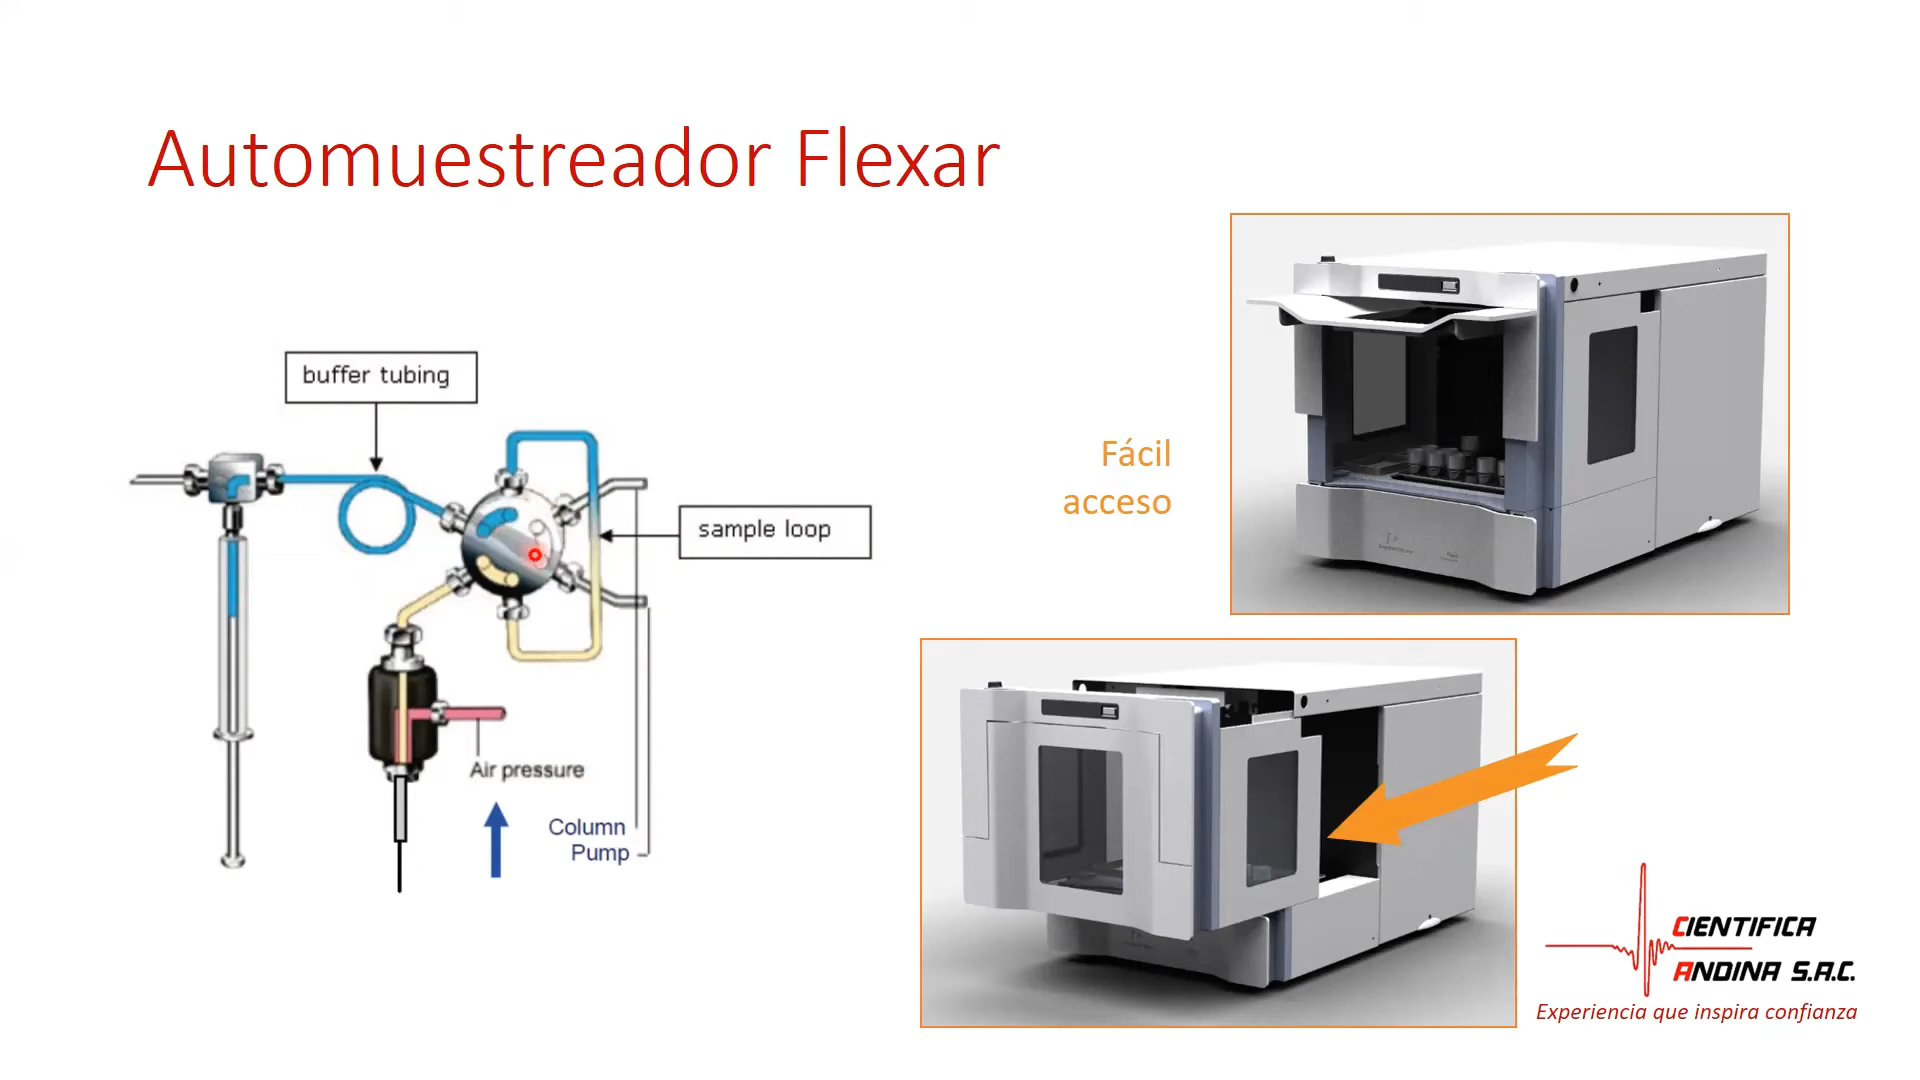 Automuestreador Flexar
buffer tubing
sample loop
Air pressure
Column
Pump
Fácil
acceso
CIENTIFICA
ANDINA S.A.C.
Experiencia que inspira confianza